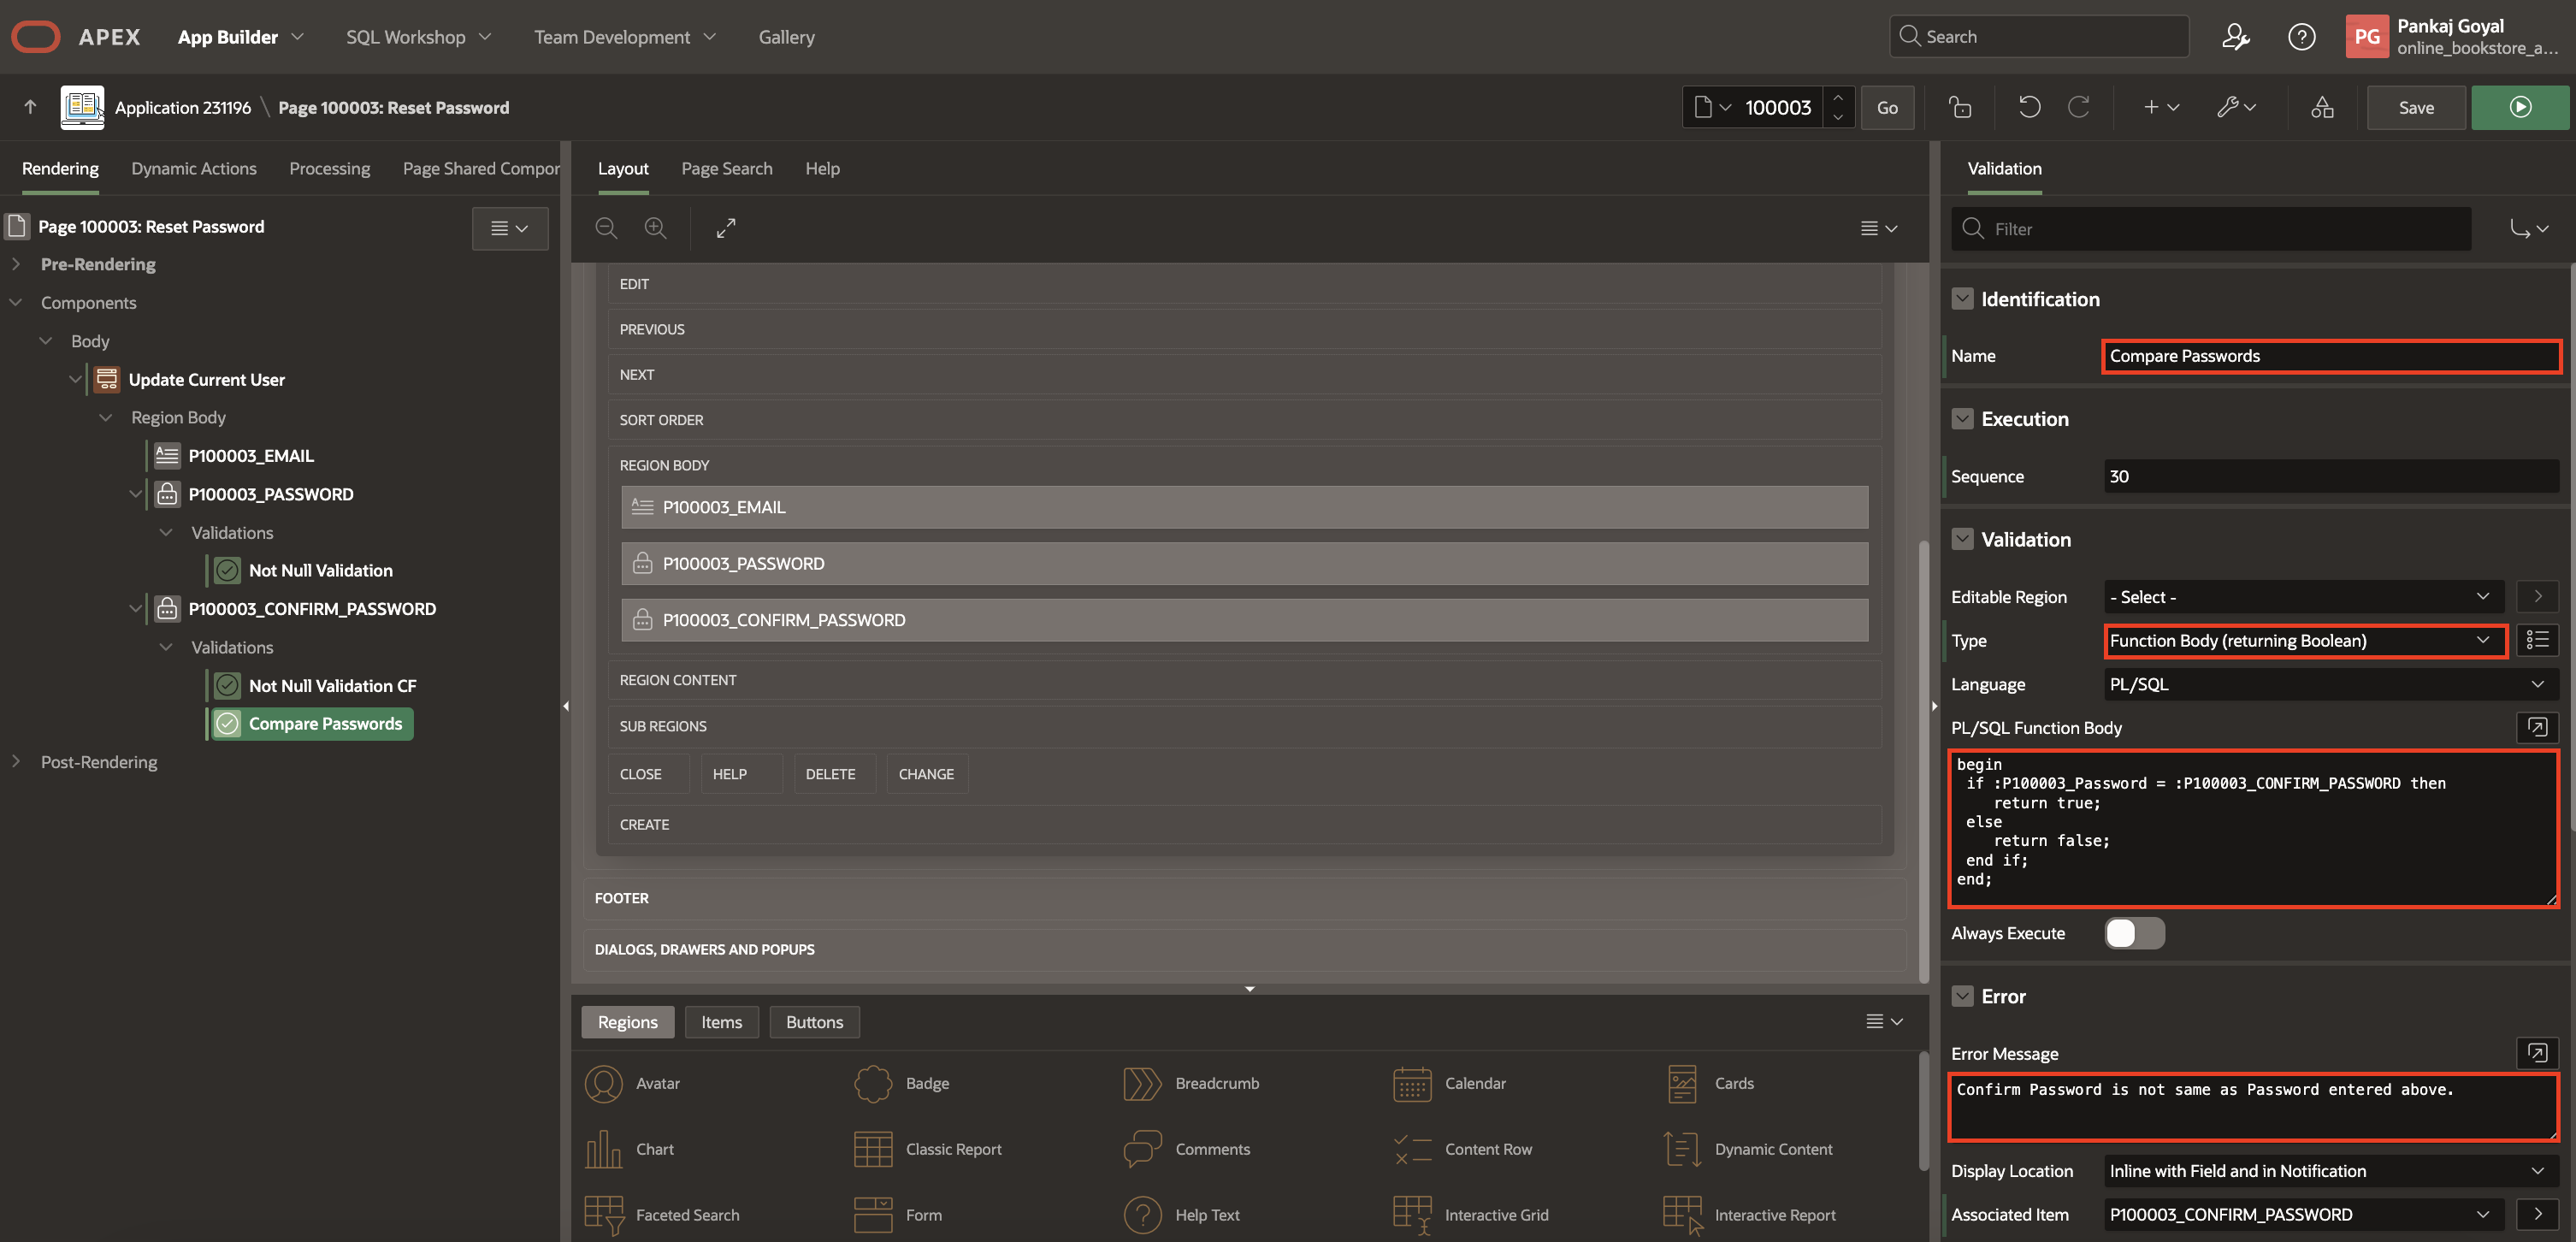 APEX App Builder SQL Workshop Team Development Gallery Search PG Pankaj Goyal
online_bookstore_a...
Application 231196 \ Page 100003: Reset Password 100003 Go Save
Rendering Dynamic Actions Processing Page Shared Compor
Page 100003: Reset Password
Pre-Rendering
Components
Body
Update Current User
Region Body
P100003_EMAIL
P100003_PASSWORD
Validations
Not Null Validation
P100003_CONFIRM_PASSWORD
Validations
Not Null Validation CF
Compare Passwords
Post-Rendering
Layout Page Search Help
EDIT
PREVIOUS
NEXT
SORT ORDER
REGION BODY
P100003_EMAIL
P100003_PASSWORD
P100003_CONFIRM_PASSWORD
REGION CONTENT
SUB REGIONS
CLOSE HELP DELETE CHANGE
CREATE
FOOTER
DIALOGS, DRAWERS AND POPUPS
Regions Items Buttons
Avatar Badge Breadcrumb Calendar Cards
Chart Classic Report Comments Content Row Dynamic Content
Faceted Search Form Help Text Interactive Grid Interactive Report
Validation
Filter
Identification
Name Compare Passwords
Execution
Sequence 30
Validation
Editable Region - Select -
Type Function Body (returning Boolean)
Language PL/SQL
PL/SQL Function Body
begin
if :P100003_Password = :P100003_CONFIRM_PASSWORD then
return true;
else
return false;
end if;
end;
Always Execute
Error
Error Message
Confirm Password is not same as Password entered above.
Display Location Inline with Field and in Notification
Associated Item P100003_CONFIRM_PASSWORD